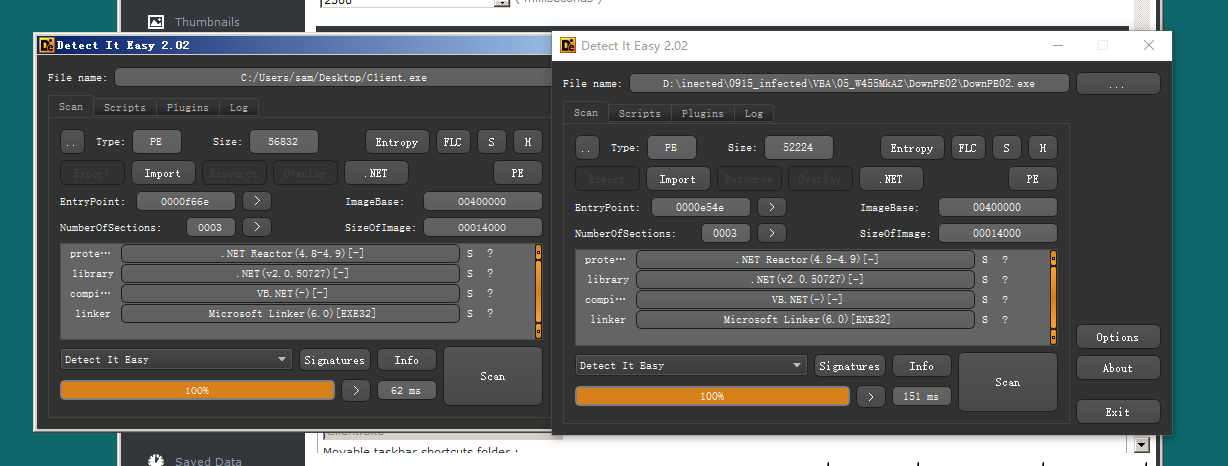 2500
( milliseconds )
Thumbnails
Detect It Easy 2.02
File name:
C:/Users/sam/Desktop/Client.exe
Scan
Scripts
Plugins
Log
..
Type:
PE
Size:
56832
Entropy
FLC
S
H
Export
Import
Resource
Overlay
.NET
PE
EntryPoint:
0000f66e
>
ImageBase:
00400000
NumberOfSections:
0003
>
SizeOfImage:
00014000
prote…
.NET Reactor(4.8-4.9)[-]
S
?
library
.NET(v2.0.50727)[-]
compi…
VB.NET(-)[-]
S
?
linker
Microsoft Linker(6.0)[EXE32]
S
?
Detect It Easy
Signatures
Info
Scan
100%
>
62 ms
Detect It Easy 2.02
File name:
D:\inected\0915_infected\VBA\05_W455MkAZ\DownPE02\DownPE02.exe
...
Scan
Scripts
Plugins
Log
..
Type:
PE
Size:
52224
Entropy
FLC
S
H
Export
Import
Resource
Overlay
.NET
PE
EntryPoint:
0000e54e
>
ImageBase:
00400000
NumberOfSections:
0003
>
SizeOfImage:
00014000
prote…
.NET Reactor(4.8-4.9)[-]
S
?
library
.NET(v2.0.50727)[-]
compi…
VB.NET(-)[-]
linker
Microsoft Linker(6.0)[EXE32]
S
?
Detect It Easy
Signatures
Info
Scan
100%
>
151 ms
Options
About
Exit
Movable taskbar shortcuts folder :
Saved Data